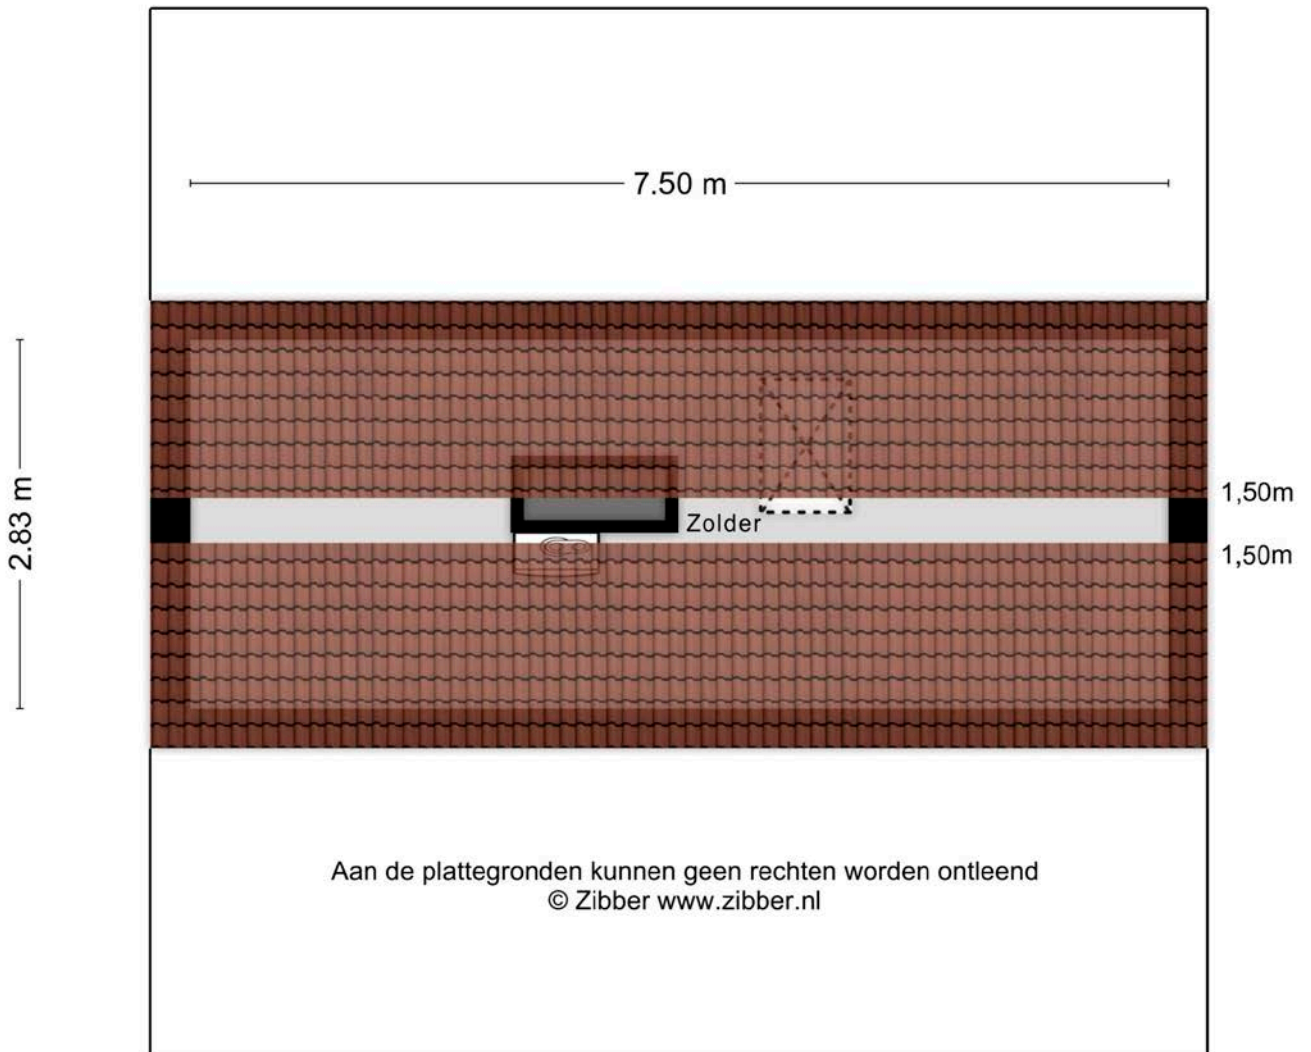 7.50 m
2.83 m
1,50m
Zolder
1,50m
Aan de plattegronden kunnen geen rechten worden ontleend
© Zibber www.zibber.nl